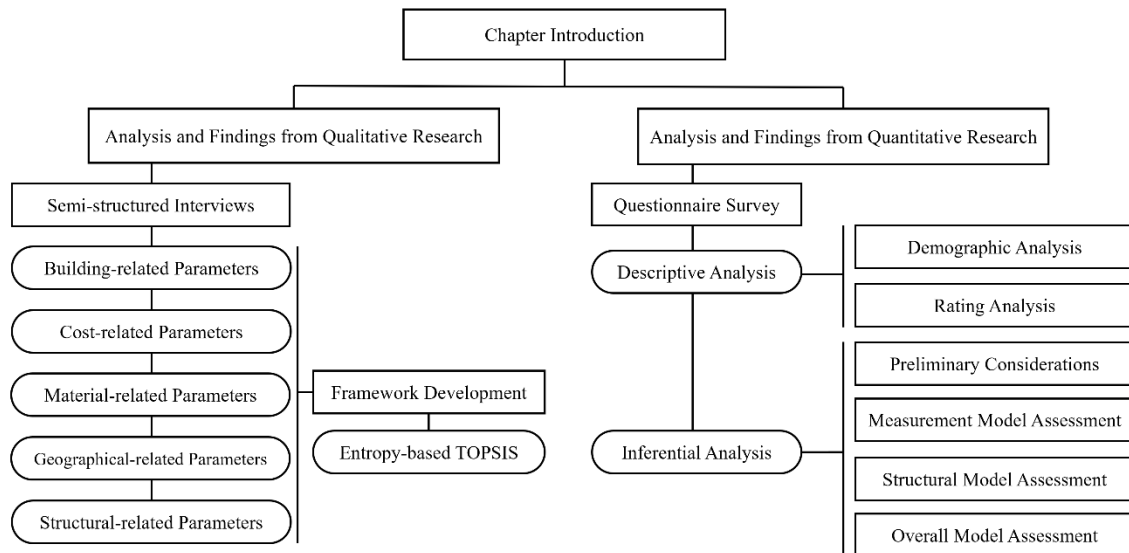 Chapter Introduction
Analysis and Findings from Qualitative Research
Analysis and Findings from Quantitative Research
Semi-structured Interviews
Questionnaire Survey
Building-related Parameters
Descriptive Analysis
Demographic Analysis
Rating Analysis
Cost-related Parameters
Preliminary Considerations
Material-related Parameters
Framework Development
Measurement Model Assessment
Geographical-related Parameters
Entropy-based TOPSIS
Inferential Analysis
Structural Model Assessment
Structural-related Parameters
Overall Model Assessment